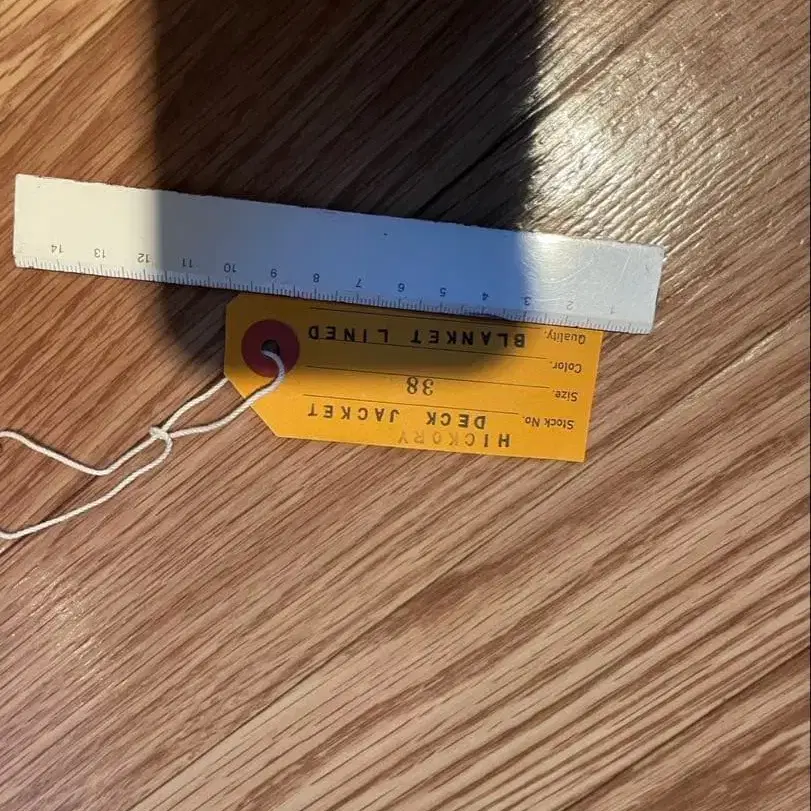 HICKORY
Stock No. DECK JACKET
Size. 38
Color.
Quality. BLANKET LINED
1 2 3 4 5 6 7 8 9 10 11 12 13 14